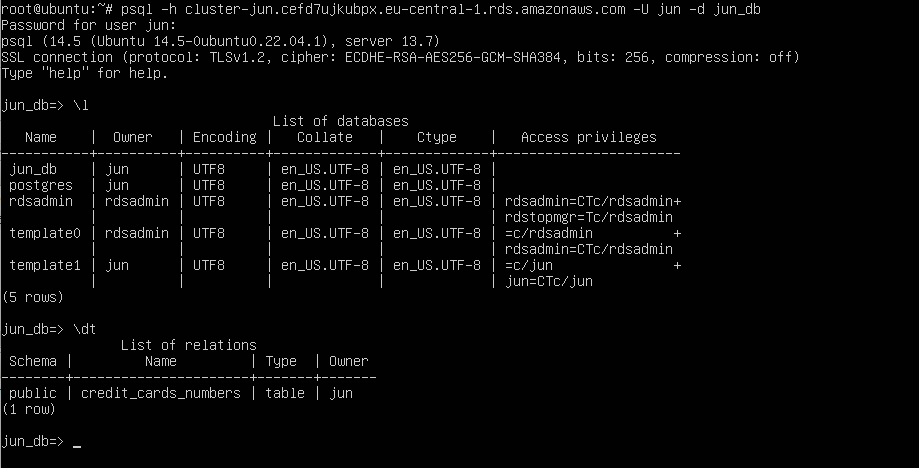 root@ubuntu:~# psql -h cluster-jun.cefd7ujkubpx.eu-central-1.rds.amazonaws.com -U jun -d jun_db
Password for user jun:
psql (14.5 (Ubuntu 14.5-0ubuntu0.22.04.1), server 13.7)
SSL connection (protocol: TLSv1.2, cipher: ECDHE-RSA-AES256-GCM-SHA384, bits: 256, compression: off)
Type "help" for help.

jun_db=> \l
                                  List of databases
   Name    |  Owner   | Encoding |   Collate   |    Ctype    |   Access privileges
-----------+----------+----------+-------------+-------------+-----------------------
 jun_db    | jun      | UTF8     | en_US.UTF-8 | en_US.UTF-8 |
 postgres  | jun      | UTF8     | en_US.UTF-8 | en_US.UTF-8 |
 rdsadmin  | rdsadmin | UTF8     | en_US.UTF-8 | en_US.UTF-8 | rdsadmin=CTc/rdsadmin+
           |          |          |             |             | rdstopmgr=Tc/rdsadmin
 template0 | rdsadmin | UTF8     | en_US.UTF-8 | en_US.UTF-8 | =c/rdsadmin          +
           |          |          |             |             | rdsadmin=CTc/rdsadmin
 template1 | jun      | UTF8     | en_US.UTF-8 | en_US.UTF-8 | =c/jun               +
           |          |          |             |             | jun=CTc/jun
(5 rows)

jun_db=> \dt
               List of relations
 Schema |         Name         | Type  | Owner
--------+----------------------+-------+-------
 public | credit_cards_numbers | table | jun
(1 row)

jun_db=> _